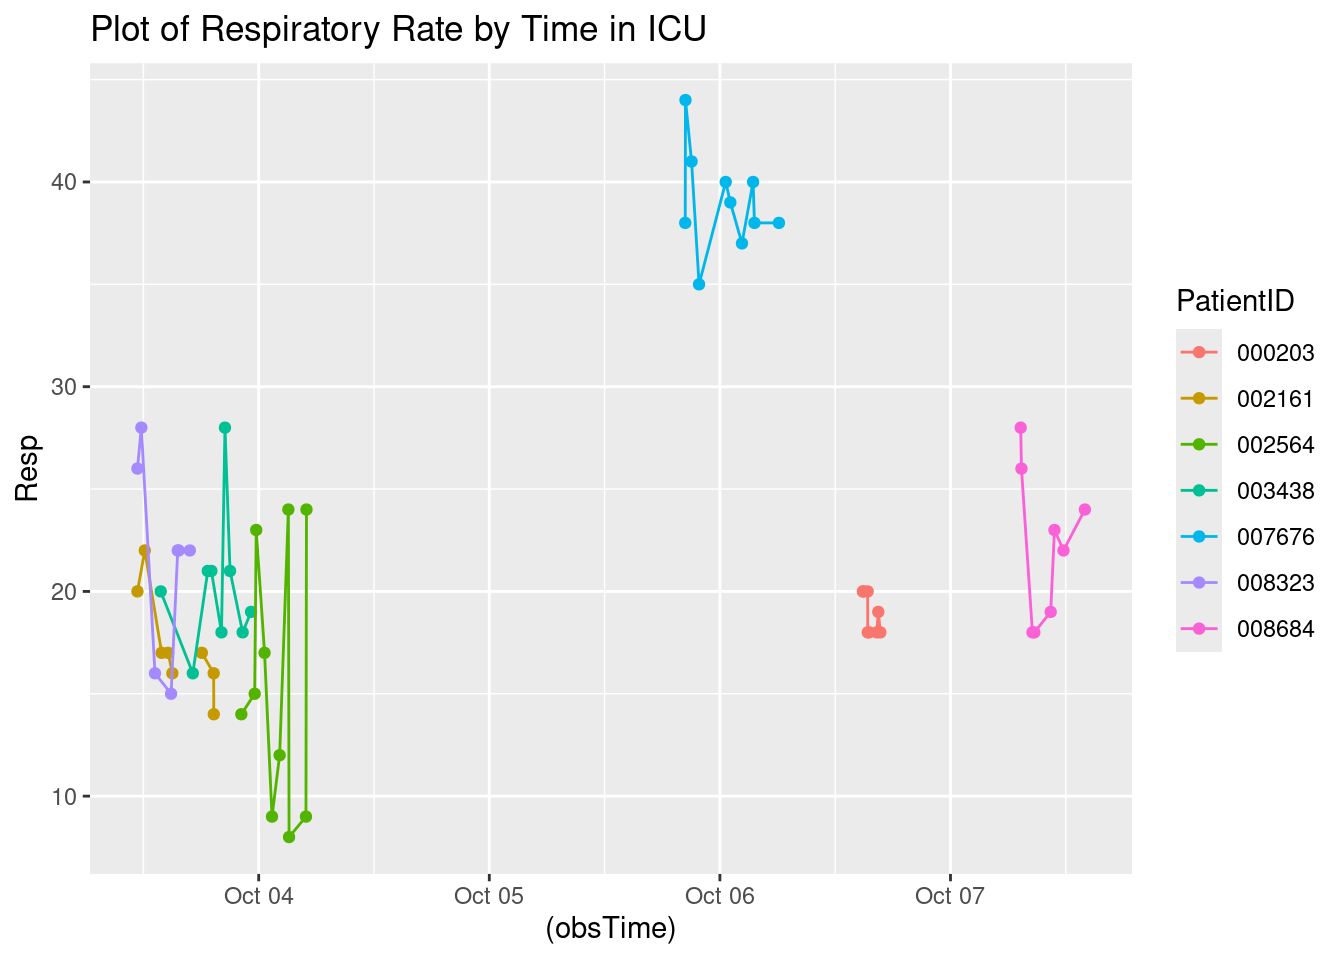 Plot of Respiratory Rate by Time in ICU
Resp
40
30
20
10
Oct 04
Oct 05
Oct 06
Oct 07
(obsTime)
PatientID
000203
002161
002564
003438
007676
008323
008684